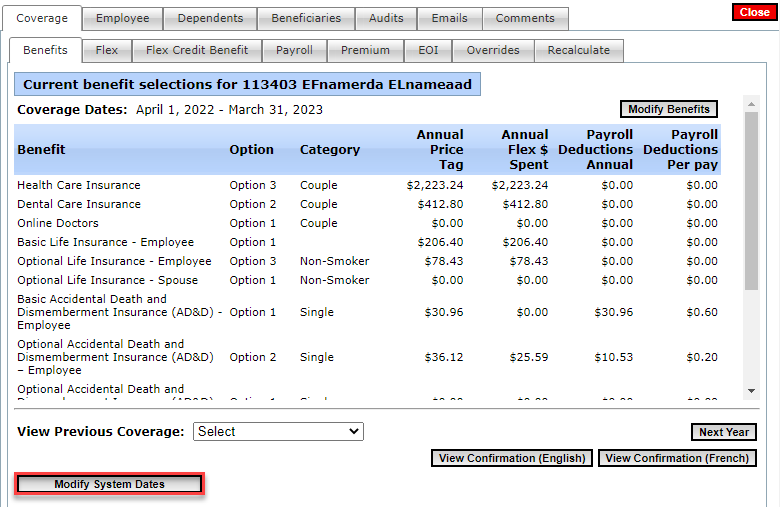 Close
Coverage Employee Dependents Beneficiaries Audits Emails Comments
Benefits Flex Flex Credit Benefit Payroll Premium EOI Overrides Recalculate
Current benefit selections for 113403 EFnamerda ELnameaad
Coverage Dates: April 1, 2022 - March 31, 2023 Modify Benefits
Annual Annual Payroll Payroll
Benefit Option Category Price Flex $ Deductions Deductions
Tag Spent Annual Per pay
Health Care Insurance Option 3 Couple $2,223.24 $2,223.24 $0.00 $0.00
Dental Care Insurance Option 2 Couple $412.80 $412.80 $0.00 $0.00
Online Doctors Option 1 Couple $0.00 $0.00 $0.00 $0.00
Basic Life Insurance - Employee Option 1 $206.40 $206.40 $0.00 $0.00
Optional Life Insurance - Employee Option 3 Non-Smoker $78.43 $78.43 $0.00 $0.00
Optional Life Insurance - Spouse Option 1 Non-Smoker $0.00 $0.00 $0.00 $0.00
Basic Accidental Death and
Dismemberment Insurance (AD&D) - Option 1 Single $30.96 $0.00 $30.96 $0.60
Employee
Optional Accidental Death and
Dismemberment Insurance (AD&D) Option 2 Single $36.12 $25.59 $10.53 $0.20
– Employee
Optional Accidental Death and
View Previous Coverage: Select Next Year
View Confirmation (English) View Confirmation (French)
Modify System Dates